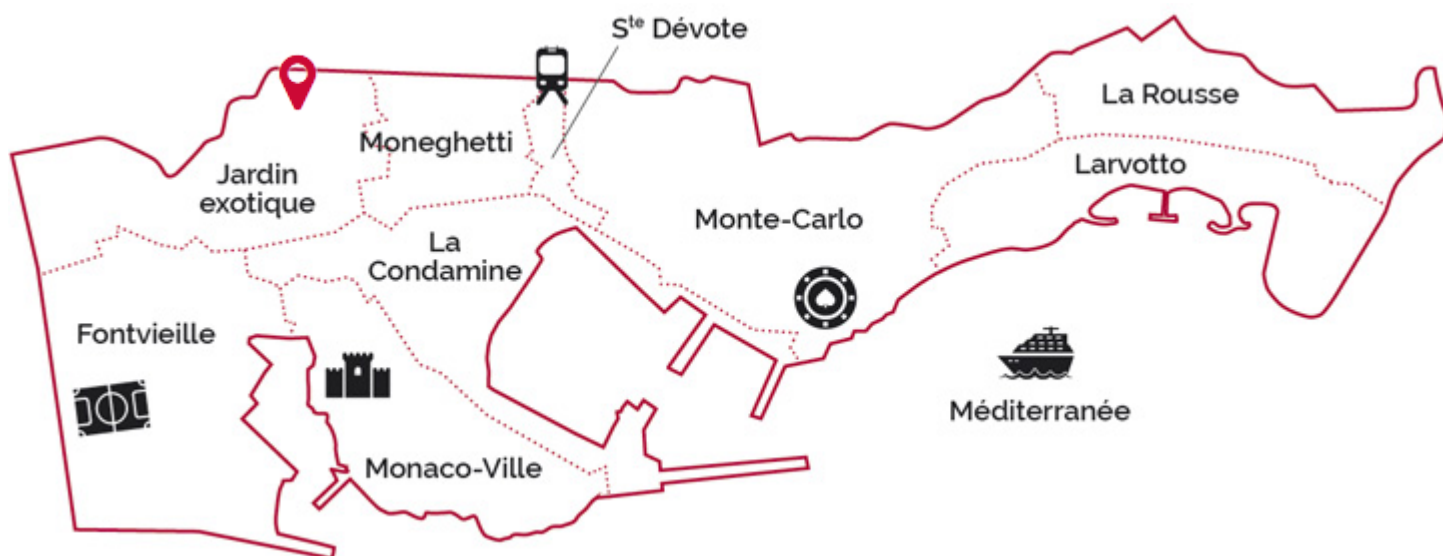 Sᵗᵉ Dévote
La Rousse
Moneghetti
Larvotto
Jardin
exotique
Monte-Carlo
La
Condamine
Fontvieille
Méditerranée
Monaco-Ville